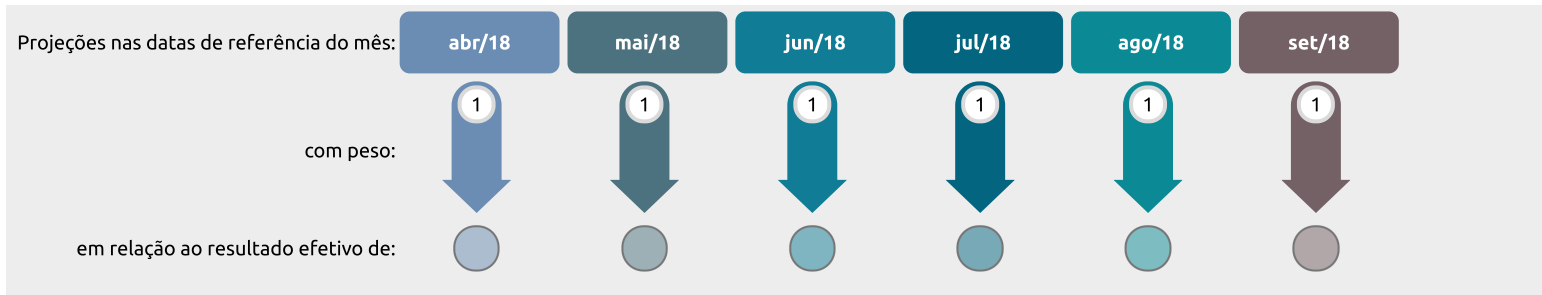 Projeções nas datas de referência do mês: abr/18 mai/18 jun/18 jul/18 ago/18 set/18
1 1 1 1 1 1
com peso:
em relação ao resultado efetivo de: